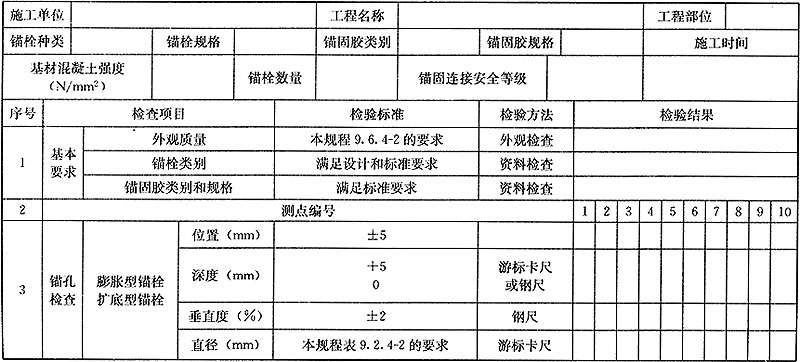 施工单位 工程名称 工程部位
锚栓种类 锚栓规格 锚固胶类别 锚固胶规格 施工时间
基材混凝土强度
（N/mm²） 锚栓数量 锚固连接安全等级
序号 检查项目 检验标准 检验方法 检验结果
1 基本
要求 外观质量 本规程9.6.4-2的要求 外观检查
锚栓类别 满足设计和标准要求 资料检查
锚固胶类别和规格 满足标准要求 资料检查
2 测点编号 1 2 3 4 5 6 7 8 9 10
3 锚孔
检查 膨胀型锚栓
扩底型锚栓 位置（mm） ±5
深度（mm） +5
0 游标卡尺
或钢尺
垂直度（%） ±2 钢尺
直径（mm） 本规程表9.2.4-2的要求 游标卡尺